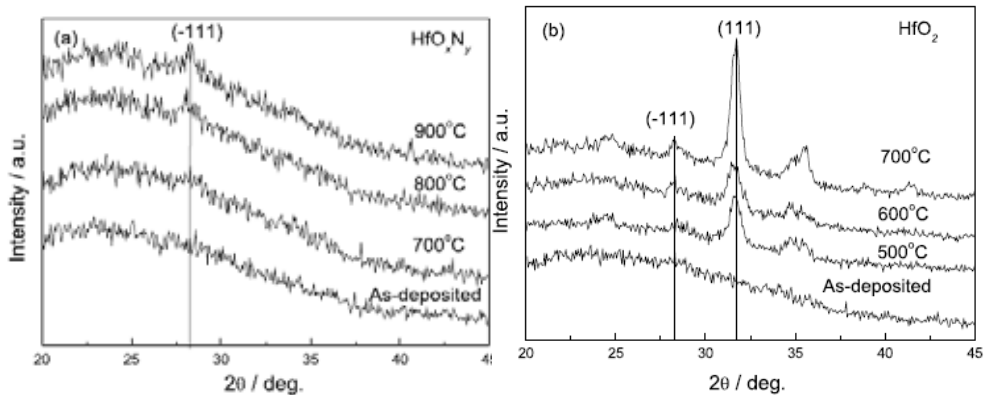 (a)
(-111)
HfOₓNᵧ
900°C
800°C
700°C
As-deposited
Intensity / a.u.
20 25 30 35 40 45
2θ / deg.
(b)
(111)
HfO₂
(-111)
700°C
600°C
500°C
As-deposited
Intensity / a.u.
20 25 30 35 40 45
2θ / deg.